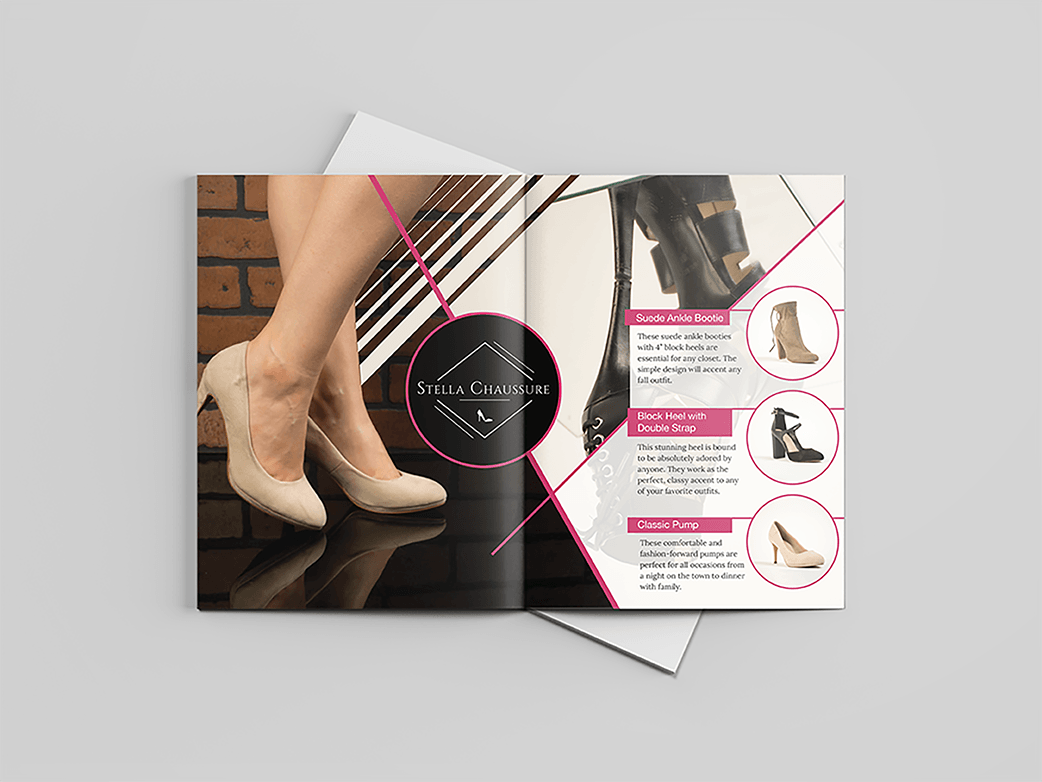 STELLA CHAUSSURE
Suede Ankle Bootie
These suede ankle booties
with 4" block heels are
essential for any closet. The
simple design will accent any
fall outfit.
Block Heel with
Double Strap
This stunning heel is bound
to be absolutely adored by
anyone. They work as the
perfect, classy accent to any
of your favorite outfits.
Classic Pump
These comfortable and
fashion-forward pumps are
perfect for all occasions from
a night on the town to dinner
with family.